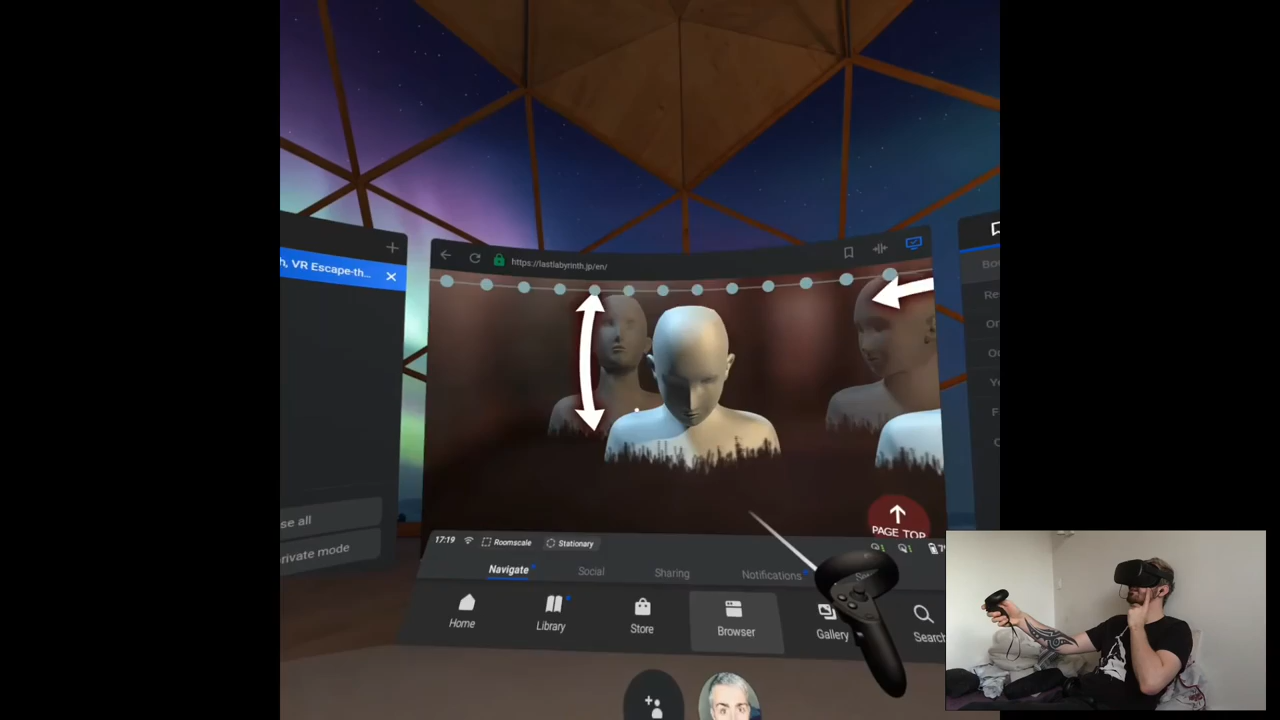 h, VR Escape-th...
https://lastlabyrinth.jp/en/
PAGE TOP
se all
rivate mode
17:19
Roomscale
Stationary
Navigate
Social
Sharing
Notifications
Home
Library
Store
Browser
Gallery
Search